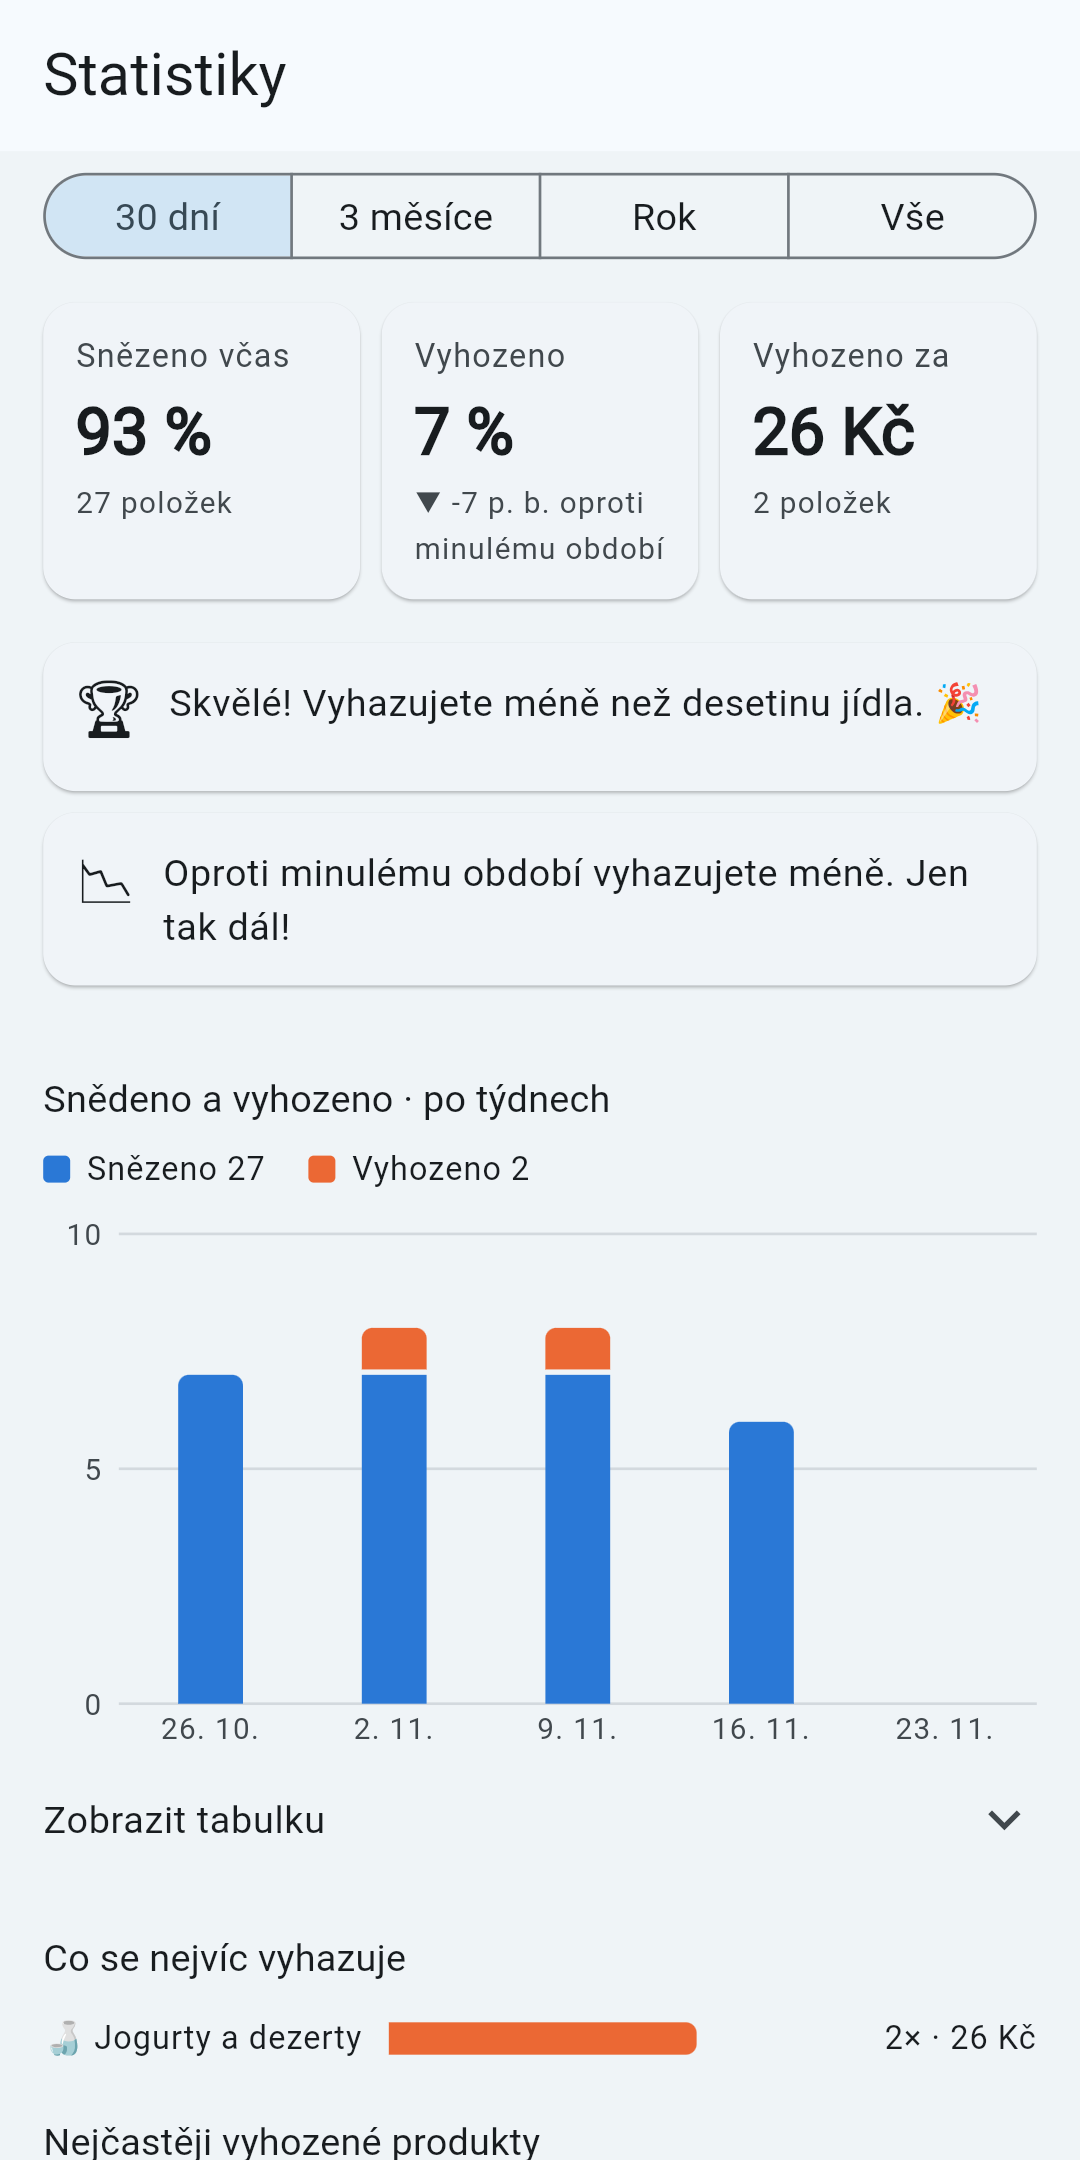 Statistiky
30 dní
3 měsíce
Rok
Vše
Snězeno včas
93 %
27 položek
Vyhozeno
7 %
▼ -7 p. b. oproti
minulému období
Vyhozeno za
26 Kč
2 položek
Skvělé! Vyhazujete méně než desetinu jídla. 🎉
Oproti minulému období vyhazujete méně. Jen
tak dál!
Snědeno a vyhozeno · po týdnech
Snězeno 27
Vyhozeno 2
10
5
0
26. 10.
2. 11.
9. 11.
16. 11.
23. 11.
Zobrazit tabulku
Co se nejvíc vyhazuje
Jogurty a dezerty
2× · 26 Kč
Nejčastěji vyhozené produkty